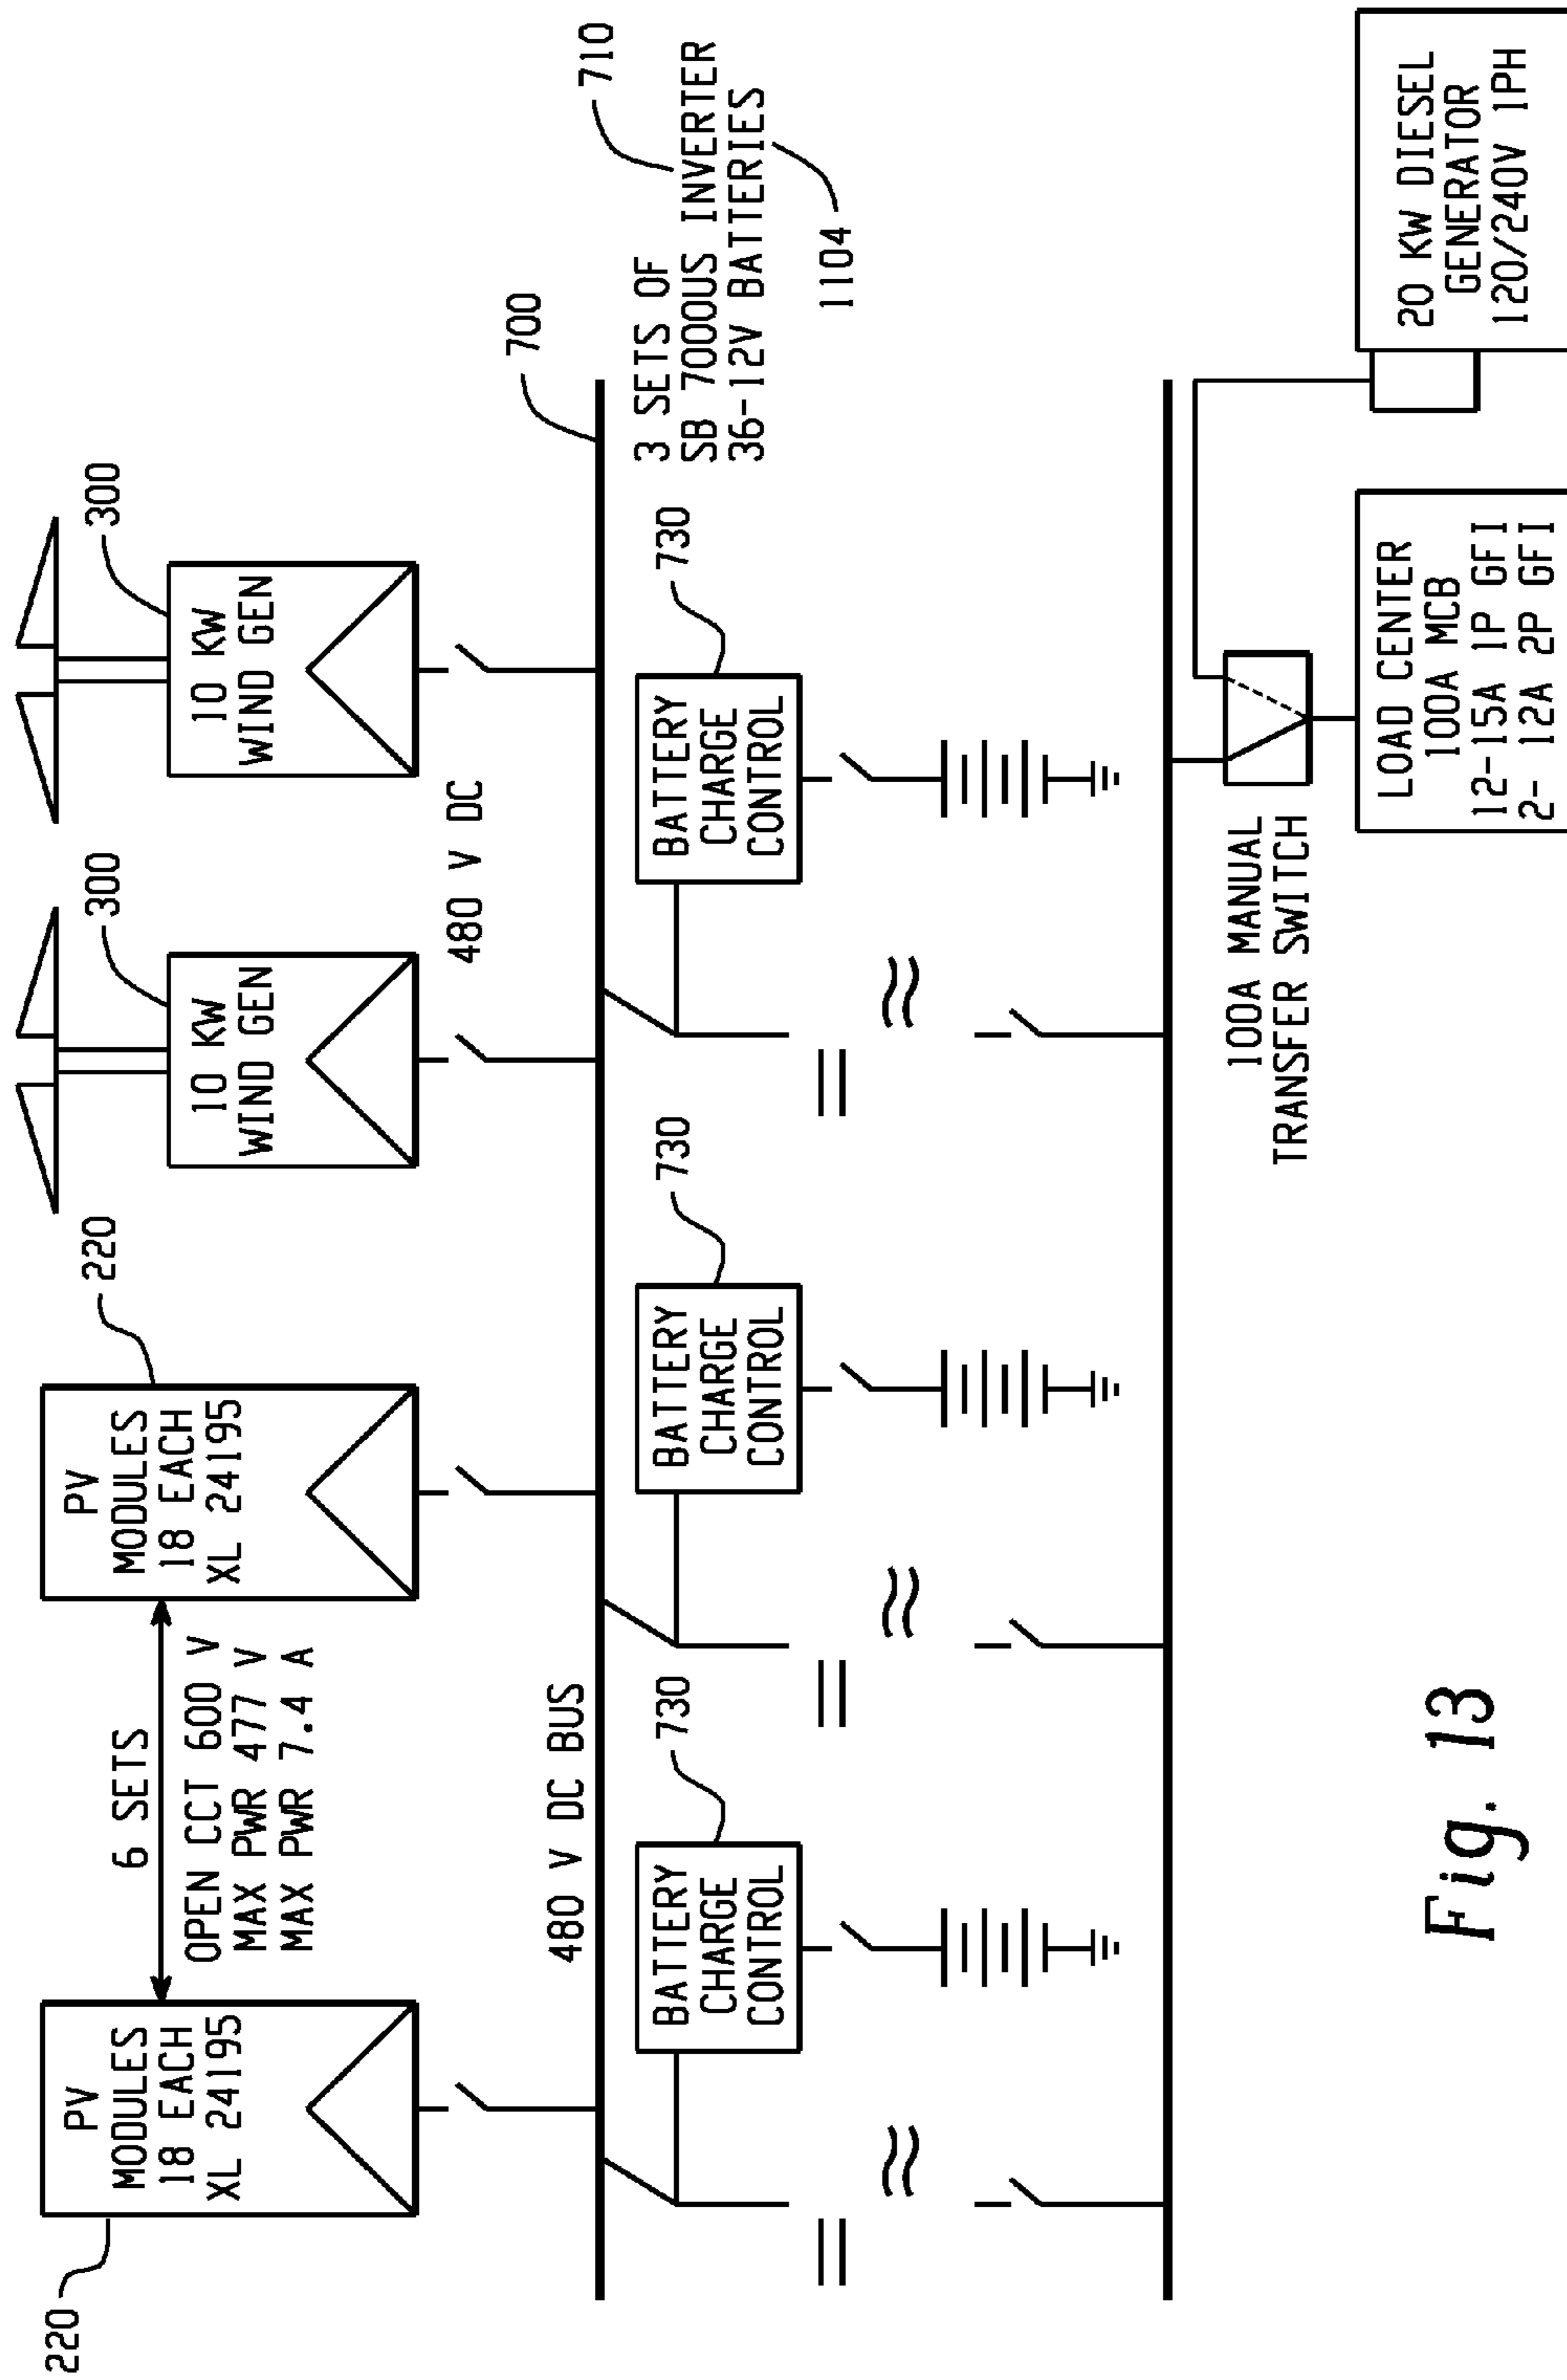 220
PV
MODULES
18 EACH
XL 24195
6 SETS
OPEN CCT 600 V
MAX PWR 477 V
MAX PWR 7.4 A
PV
MODULES
18 EACH
XL 24195
220
10 KW
WIND GEN
300
10 KW
WIND GEN
300
480 V DC BUS
480 V DC
700
BATTERY
CHARGE
CONTROL
730
BATTERY
CHARGE
CONTROL
730
BATTERY
CHARGE
CONTROL
730
3 SETS OF
SB 7000US INVERTER
36-12V BATTERIES
710
1104
100A MANUAL
TRANSFER SWITCH
LOAD CENTER
100A MCB
12-15A 1P GFI
2- 12A 2P GFI
20 KW DIESEL
GENERATOR
120/240V 1PH
Fig. 13